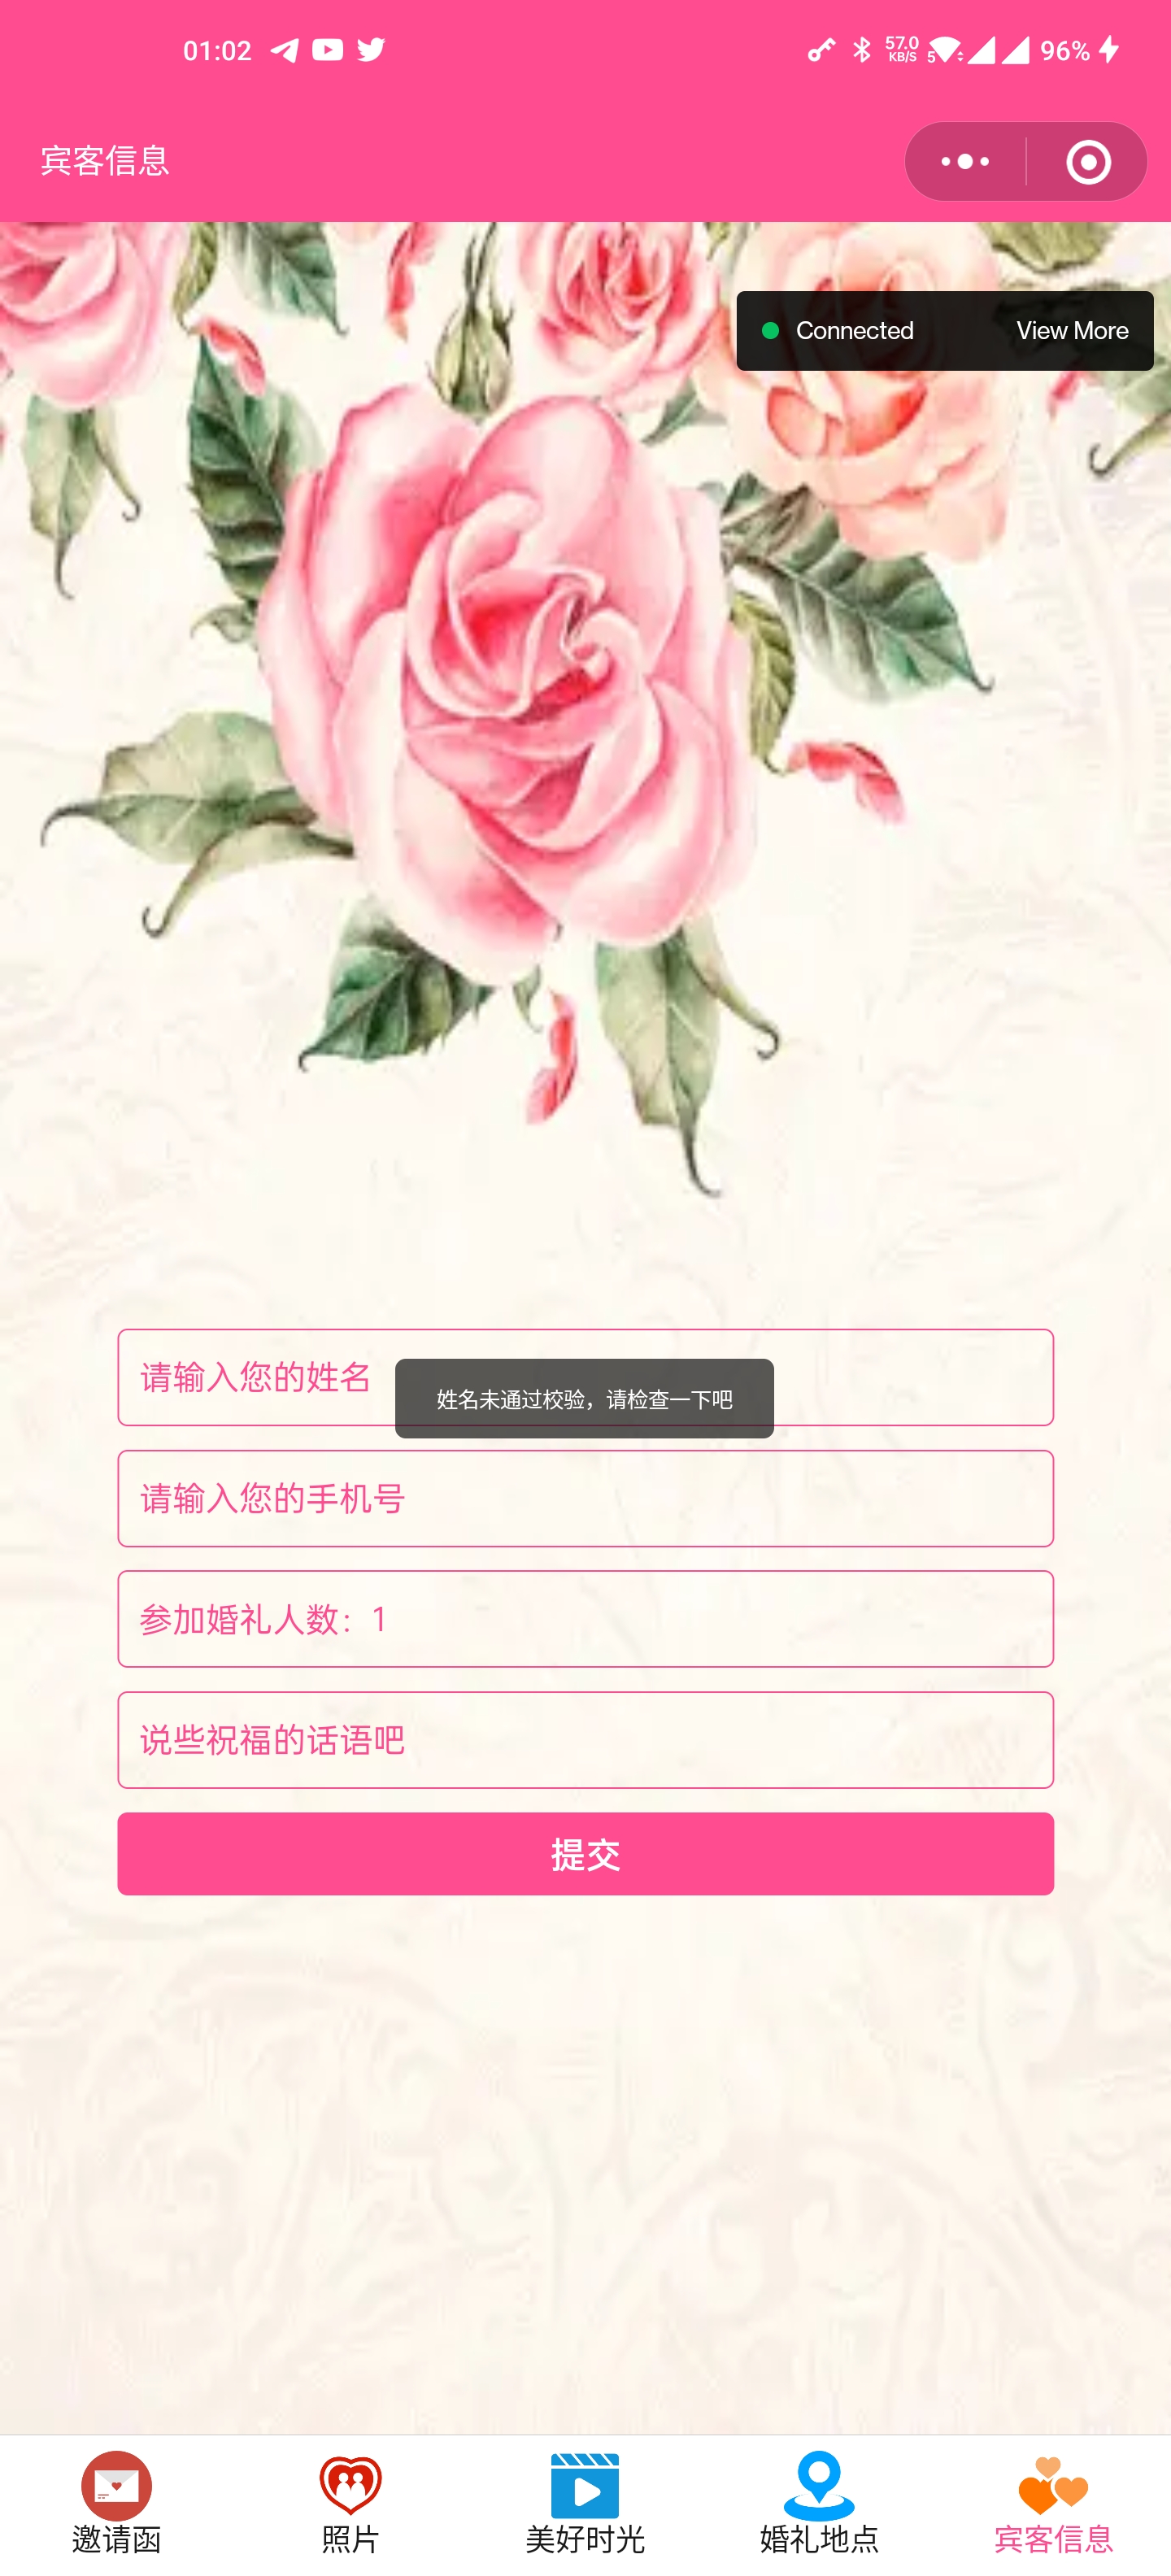 01:02 57.0 KB/S 5 96%
宾客信息
Connected View More
请输入您的姓名
姓名未通过校验，请检查一下吧
请输入您的手机号
参加婚礼人数：1
说些祝福的话语吧
提交
邀请函 照片 美好时光 婚礼地点 宾客信息